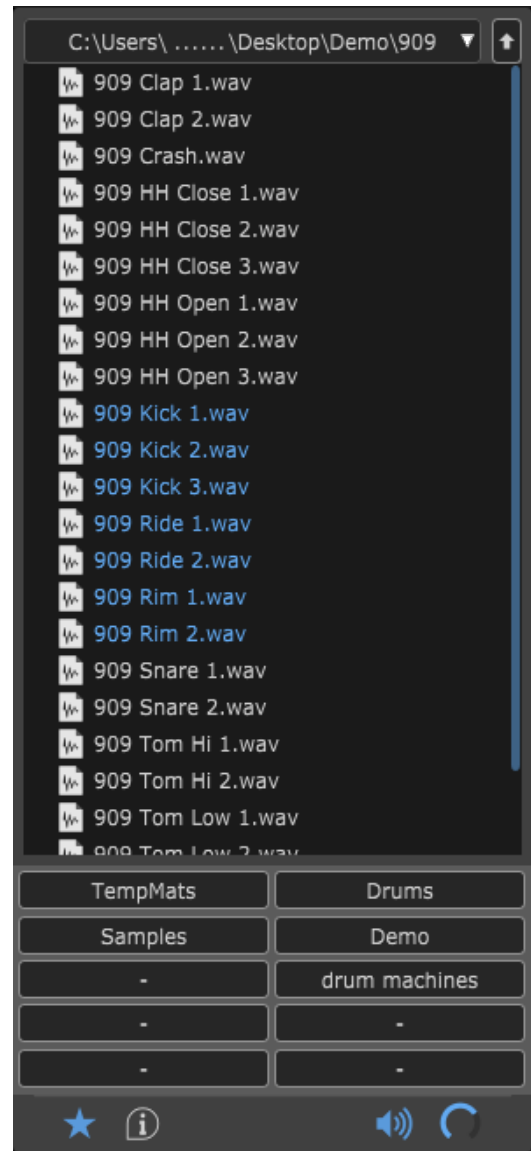 C:\Users\ ...... \Desktop\Demo\909
909 Clap 1.wav
909 Clap 2.wav
909 Crash.wav
909 HH Close 1.wav
909 HH Close 2.wav
909 HH Close 3.wav
909 HH Open 1.wav
909 HH Open 2.wav
909 HH Open 3.wav
909 Kick 1.wav
909 Kick 2.wav
909 Kick 3.wav
909 Ride 1.wav
909 Ride 2.wav
909 Rim 1.wav
909 Rim 2.wav
909 Snare 1.wav
909 Snare 2.wav
909 Tom Hi 1.wav
909 Tom Hi 2.wav
909 Tom Low 1.wav
909 Tom Low 2.wav
TempMats Drums
Samples Demo
- drum machines
- -
- -